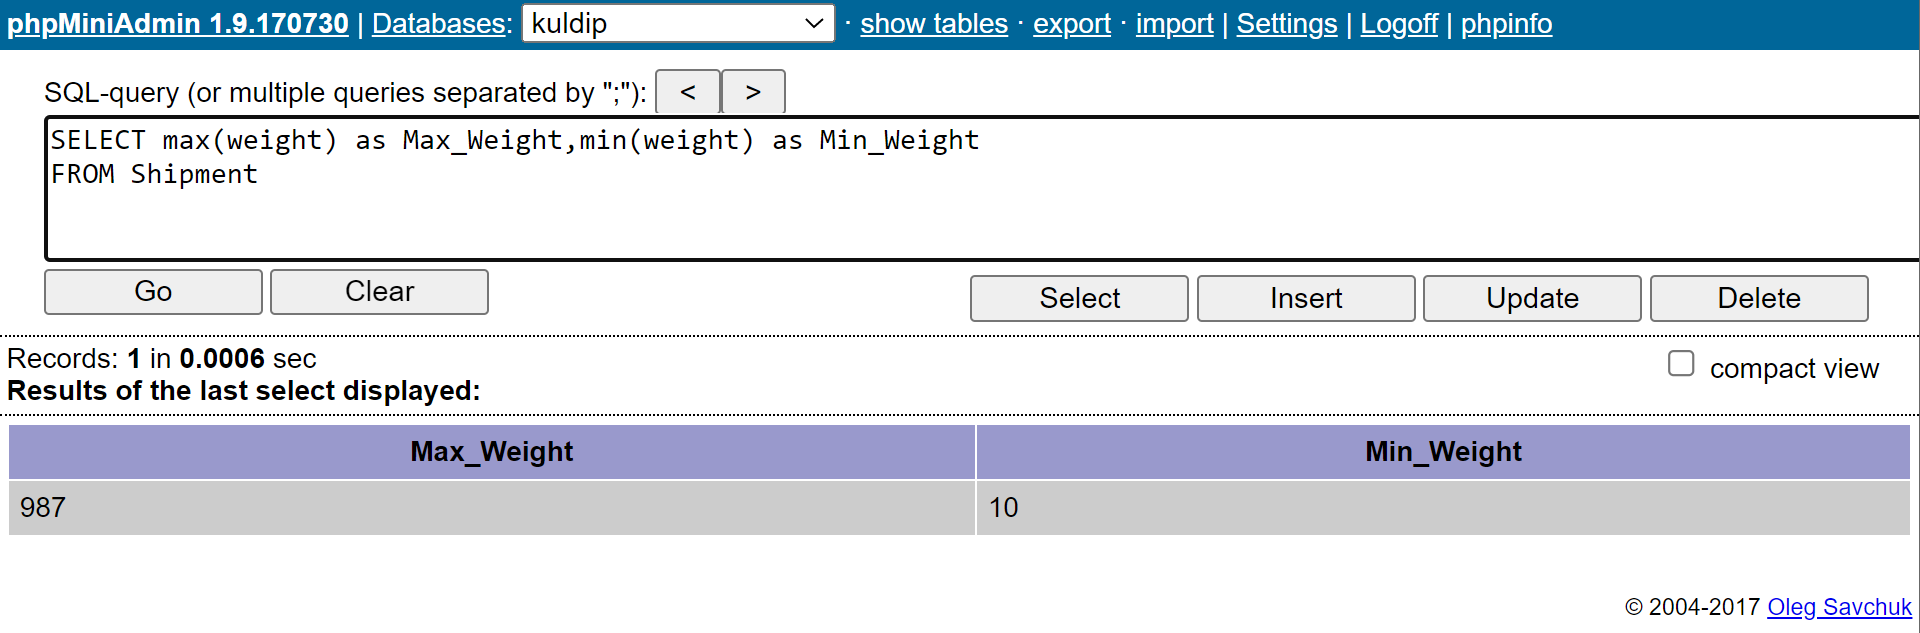 phpMiniAdmin 1.9.170730 | Databases: kuldip · show tables · export · import | Settings | Logoff | phpinfo
SQL-query (or multiple queries separated by ";"): < >
SELECT max(weight) as Max_Weight,min(weight) as Min_Weight
FROM Shipment
Go Clear Select Insert Update Delete
Records: 1 in 0.0006 sec
compact view
Results of the last select displayed:
Max_Weight Min_Weight
987 10
© 2004-2017 Oleg Savchuk